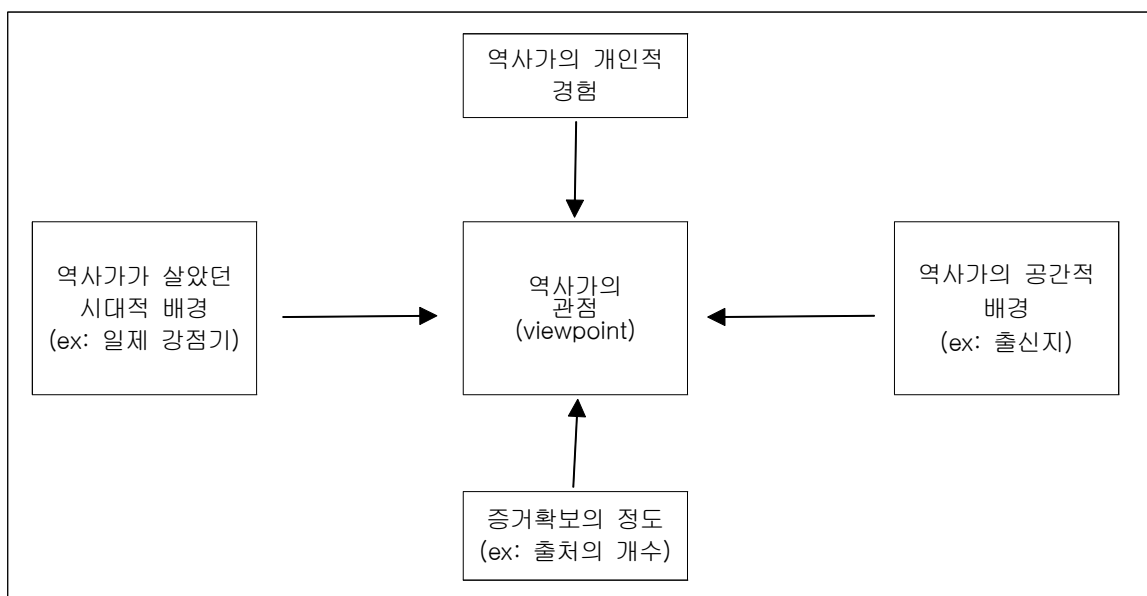 역사가의 개인적
경험
역사가가 살았던
시대적 배경
(ex: 일제 강점기)
역사가의
관점
(viewpoint)
역사가의 공간적
배경
(ex: 출신지)
증거확보의 정도
(ex: 출처의 개수)